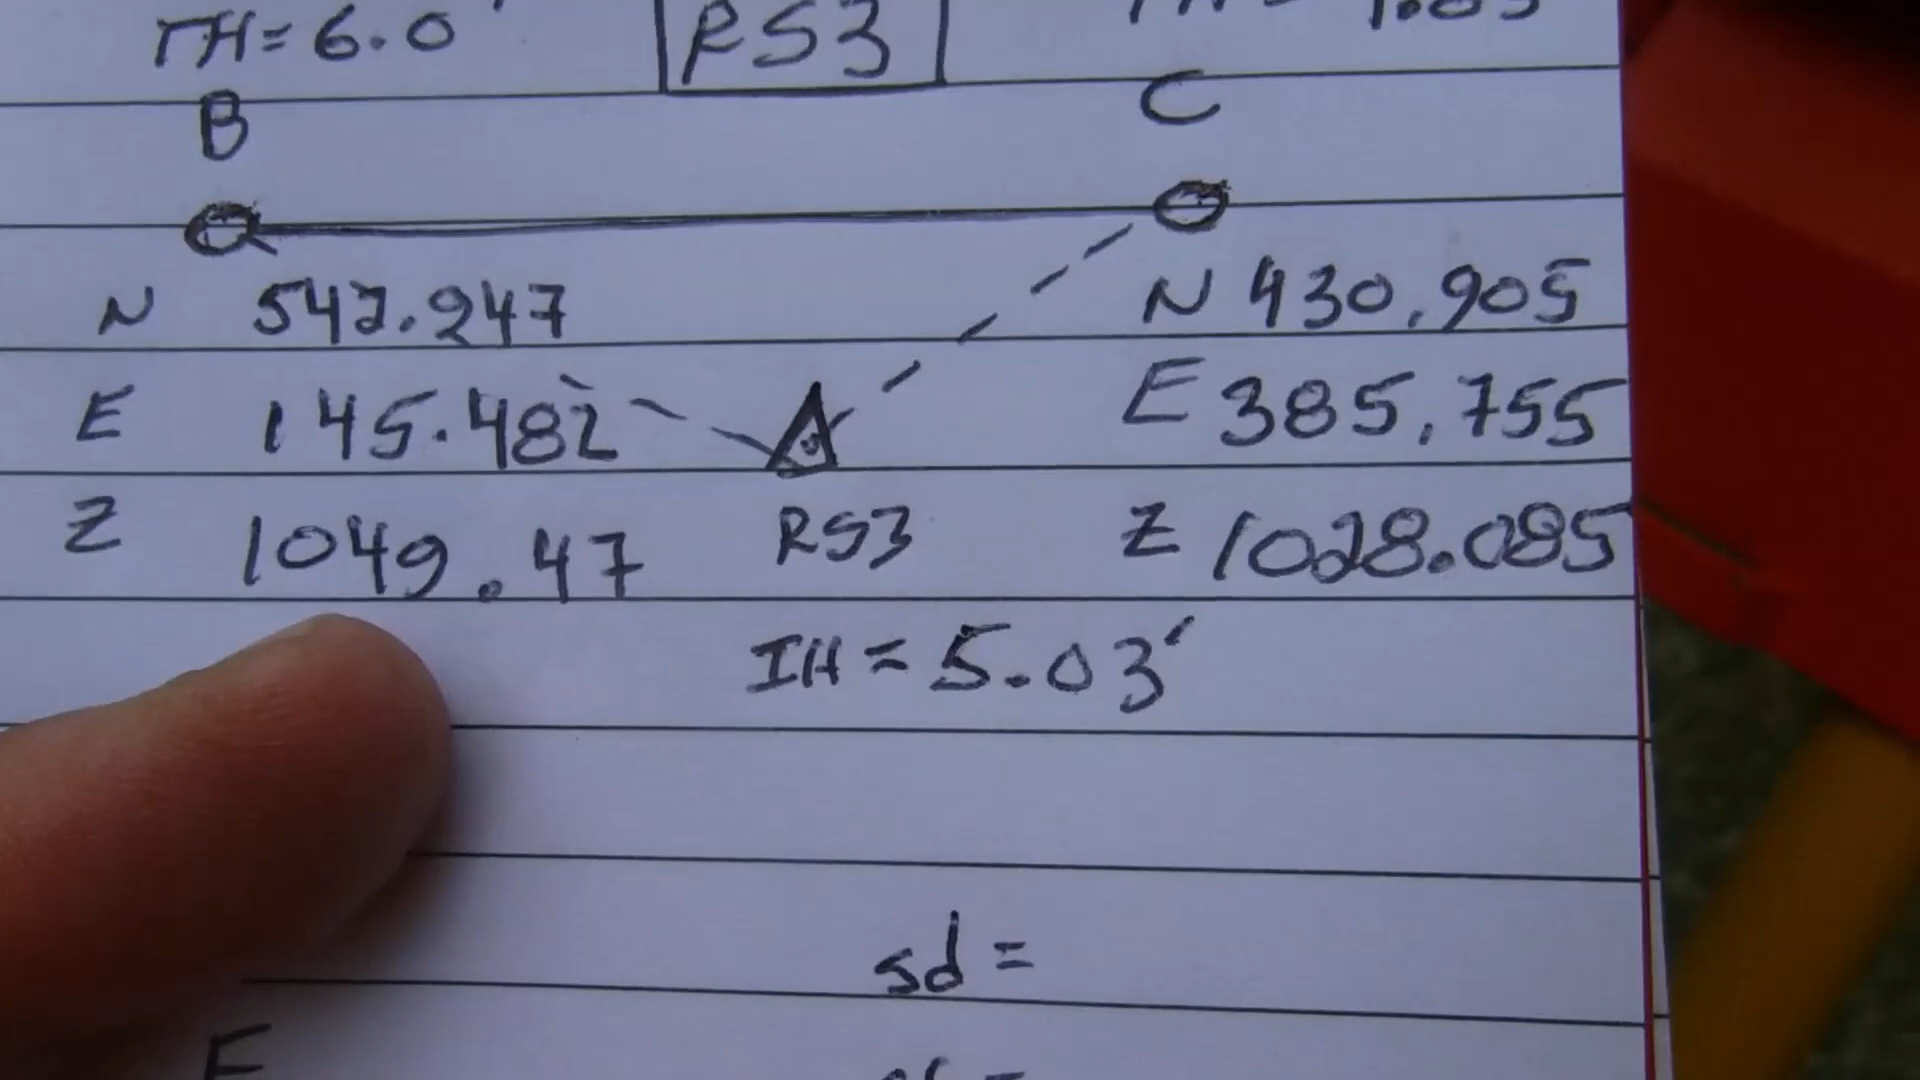 TH = 6.0'
RS3
B
C
N 542.247
N 430.905
E 145.482
E 385.755
Z 1049.47
RS3
Z 1028.085
IH = 5.03'
sd =